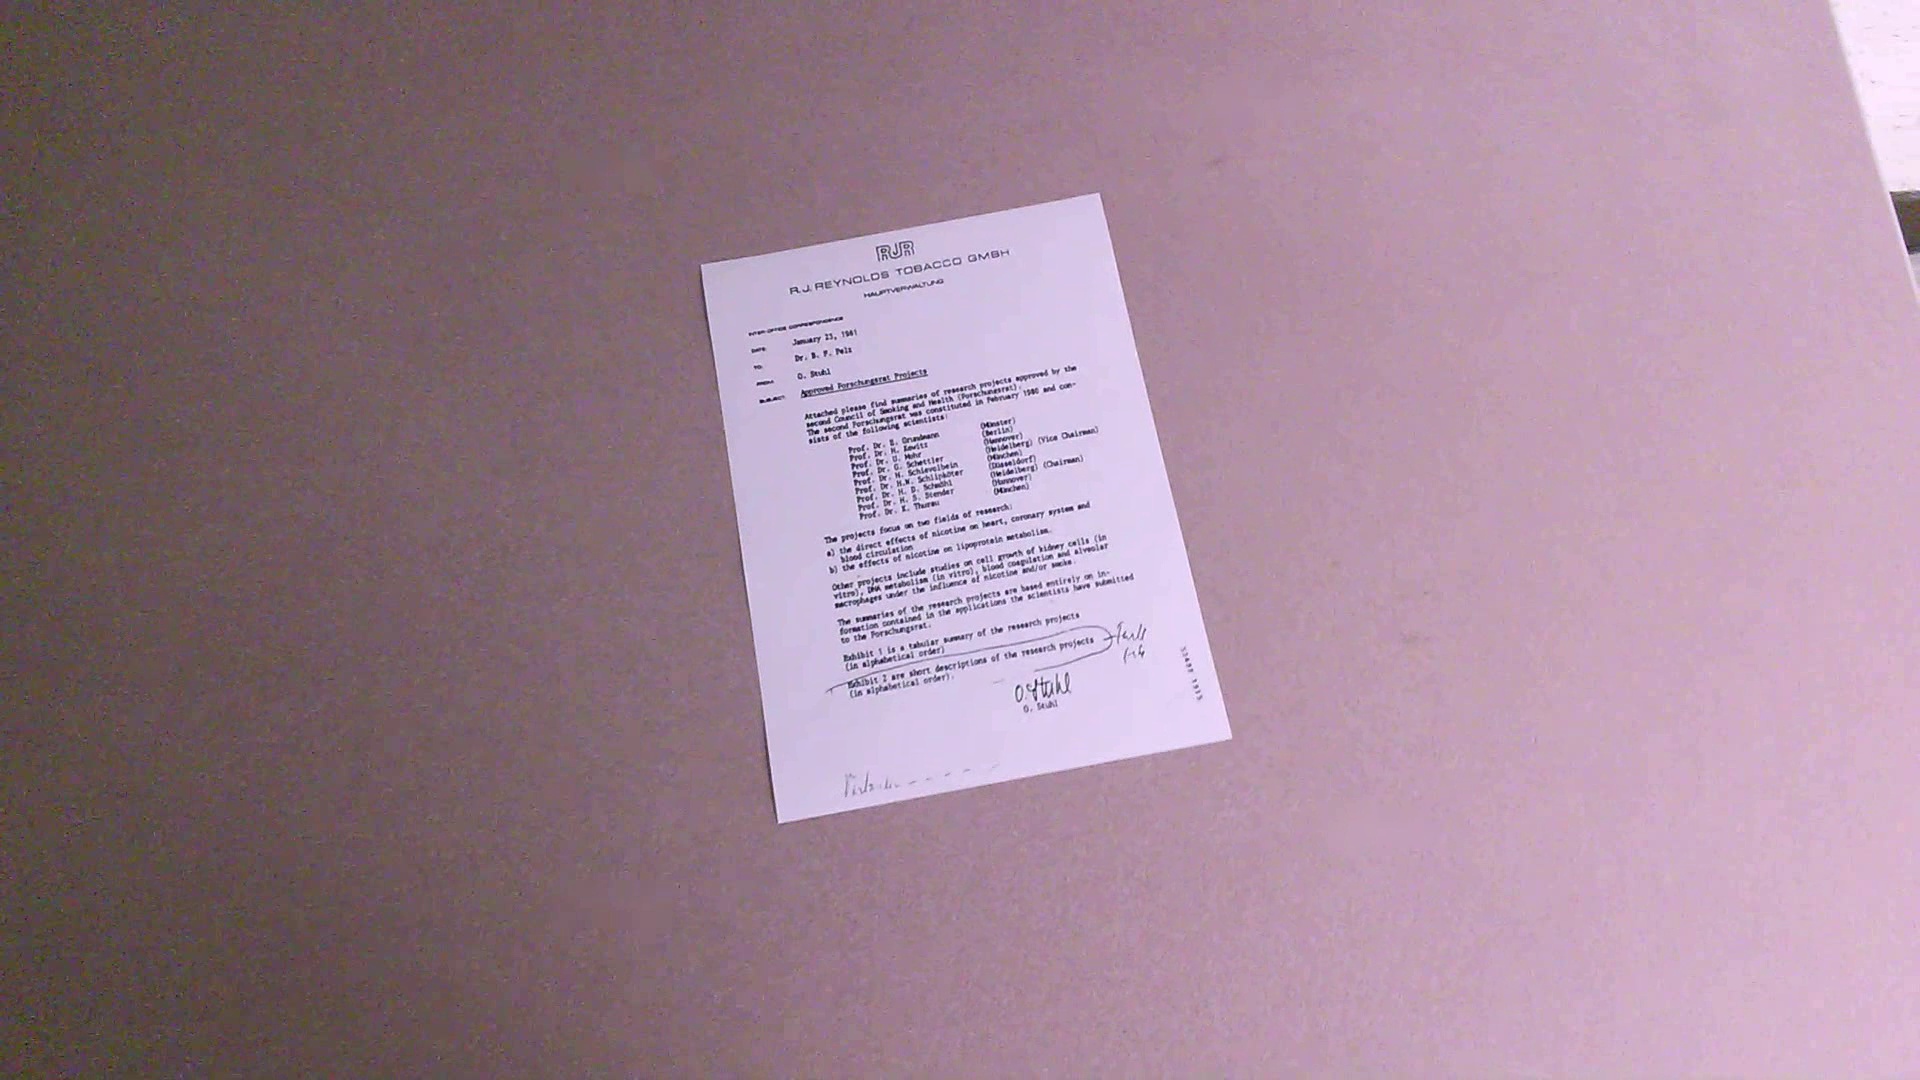 RJR
R.J. REYNOLDS TOBACCO GMBH
HAUPTVERWALTUNG
INTER-OFFICE CORRESPONDENCE
DATE: January 23, 1981
TO: Dr. B. F. Pelz
FROM: O. Stuhl
SUBJECT: Approved Forschungsrat Projects
Attached please find summaries of research projects approved by the
second Council of Smoking and Health (Forschungsrat).
The second Forschungsrat was constituted in February 1980 and con-
sists of the following scientists:
Prof. Dr. E. Grundmann (Münster)
Prof. Dr. H. Kewitz (Berlin)
Prof. Dr. U. Mohr (Hannover)
Prof. Dr. G. Schettler (Heidelberg) (Vice Chairman)
Prof. Dr. H. Schievelbein (München)
Prof. Dr. H.W. Schlipköter (Düsseldorf)
Prof. Dr. H. D. Schmähl (Heidelberg) (Chairman)
Prof. Dr. H. S. Stender (Hannover)
Prof. Dr. K. Thurau (München)
The projects focus on two fields of research:
a) the direct effects of nicotine on heart, coronary system and
blood circulation
b) the effects of nicotine on lipoprotein metabolism.
Other projects include studies on cell growth of kidney cells (in
vitro), DNA metabolism (in vitro), blood coagulation and alveolar
macrophages under the influence of nicotine and/or smoke.
The summaries of the research projects are based entirely on in-
formation contained in the applications the scientists have submitted
to the Forschungsrat.
Exhibit 1 is a tabular summary of the research projects
(in alphabetical order)
Exhibit 2 are short descriptions of the research projects
(in alphabetical order).
O. Stuhl
O. Stuhl